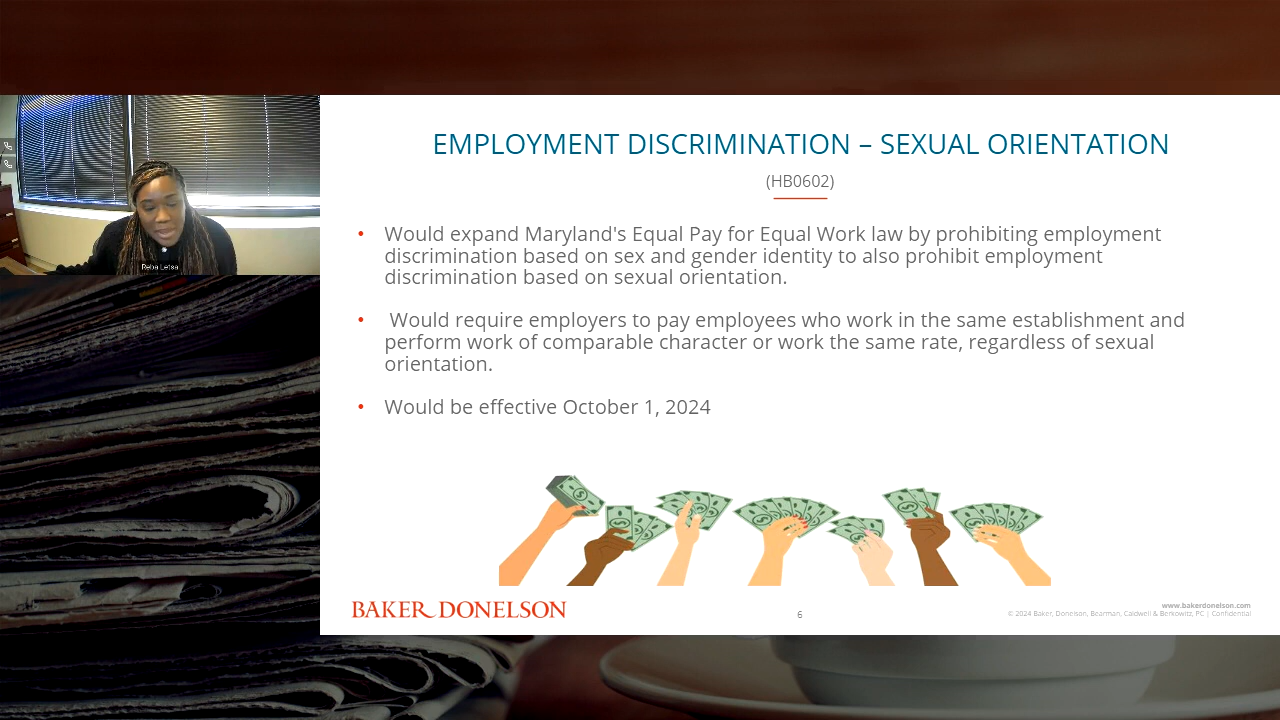 EMPLOYMENT DISCRIMINATION – SEXUAL ORIENTATION
(HB0602)
• Would expand Maryland's Equal Pay for Equal Work law by prohibiting employment
discrimination based on sex and gender identity to also prohibit employment
discrimination based on sexual orientation.
• Would require employers to pay employees who work in the same establishment and
perform work of comparable character or work the same rate, regardless of sexual
orientation.
• Would be effective October 1, 2024
Reba Letsa
BAKER DONELSON
6
www.bakerdonelson.com
© 2024 Baker, Donelson, Bearman, Caldwell & Berkowitz, PC | Confidential